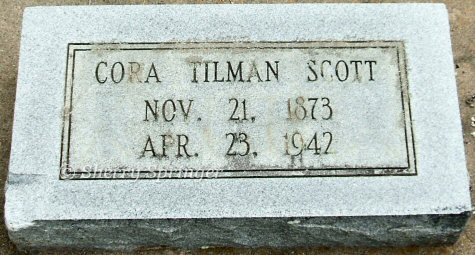 CORA TILMAN SCOTT
NOV. 21, 1873
APR. 23, 1942
© Sherry Springer